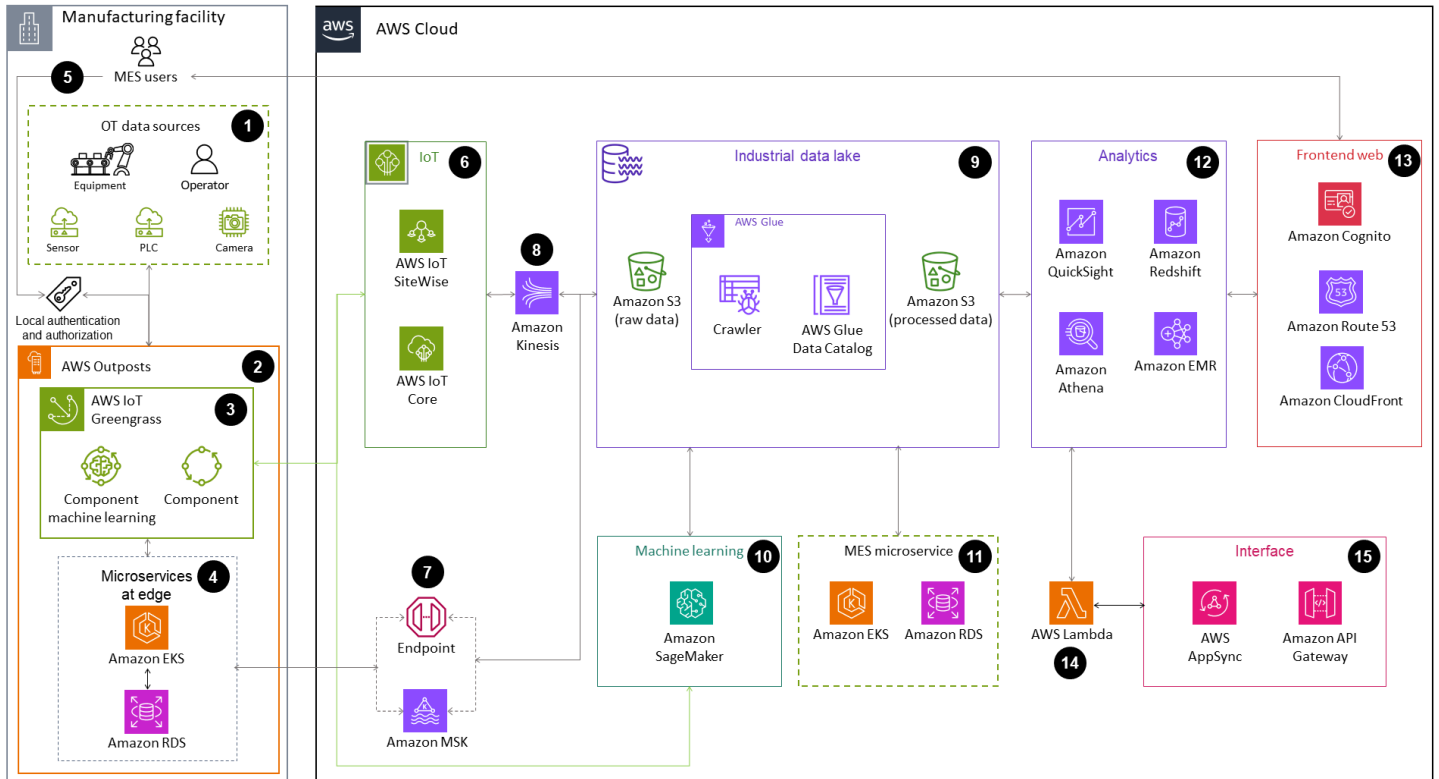 Manufacturing facility
MES users
5
OT data sources
1
Equipment
Operator
Sensor
PLC
Camera
Local authentication
and authorization
AWS Outposts
2
AWS IoT
Greengrass
3
Component
machine learning
Component
Microservices
at edge
4
Amazon EKS
Amazon RDS
aws
AWS Cloud
IoT
6
AWS IoT
SiteWise
AWS IoT
Core
8
Amazon
Kinesis
7
Endpoint
Amazon MSK
Industrial data lake
9
Amazon S3
(raw data)
AWS Glue
Crawler
AWS Glue
Data Catalog
Amazon S3
(processed data)
Machine learning
10
Amazon
SageMaker
MES microservice
11
Amazon EKS
Amazon RDS
Analytics
12
Amazon
QuickSight
Amazon
Redshift
Amazon
Athena
Amazon EMR
Frontend web
13
Amazon Cognito
53
Amazon Route 53
Amazon CloudFront
AWS Lambda
14
Interface
15
AWS
AppSync
Amazon API
Gateway